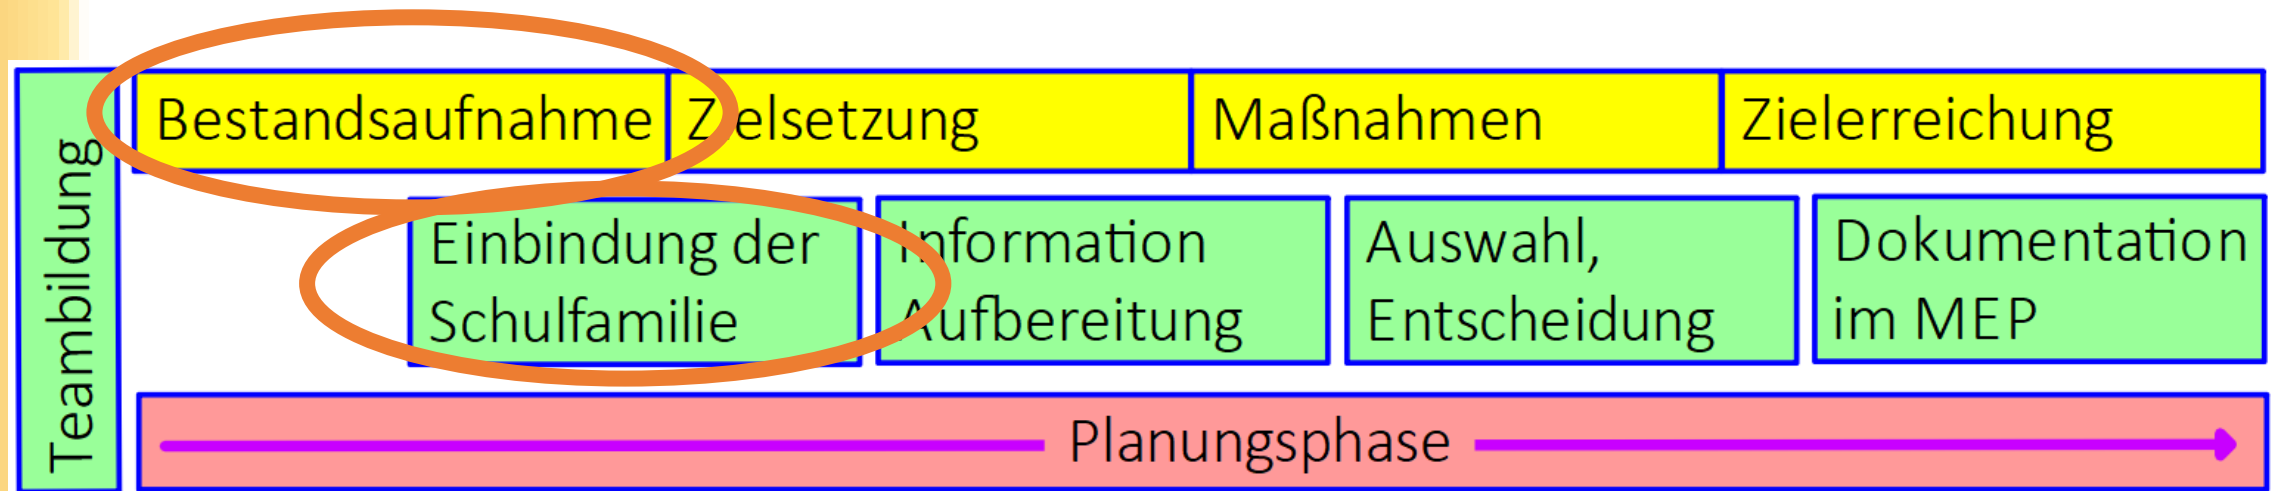 Teambildung
Bestandsaufnahme
Zielsetzung
Maßnahmen
Zielerreichung
Einbindung der
Schulfamilie
Information
Aufbereitung
Auswahl,
Entscheidung
Dokumentation
im MEP
Planungsphase